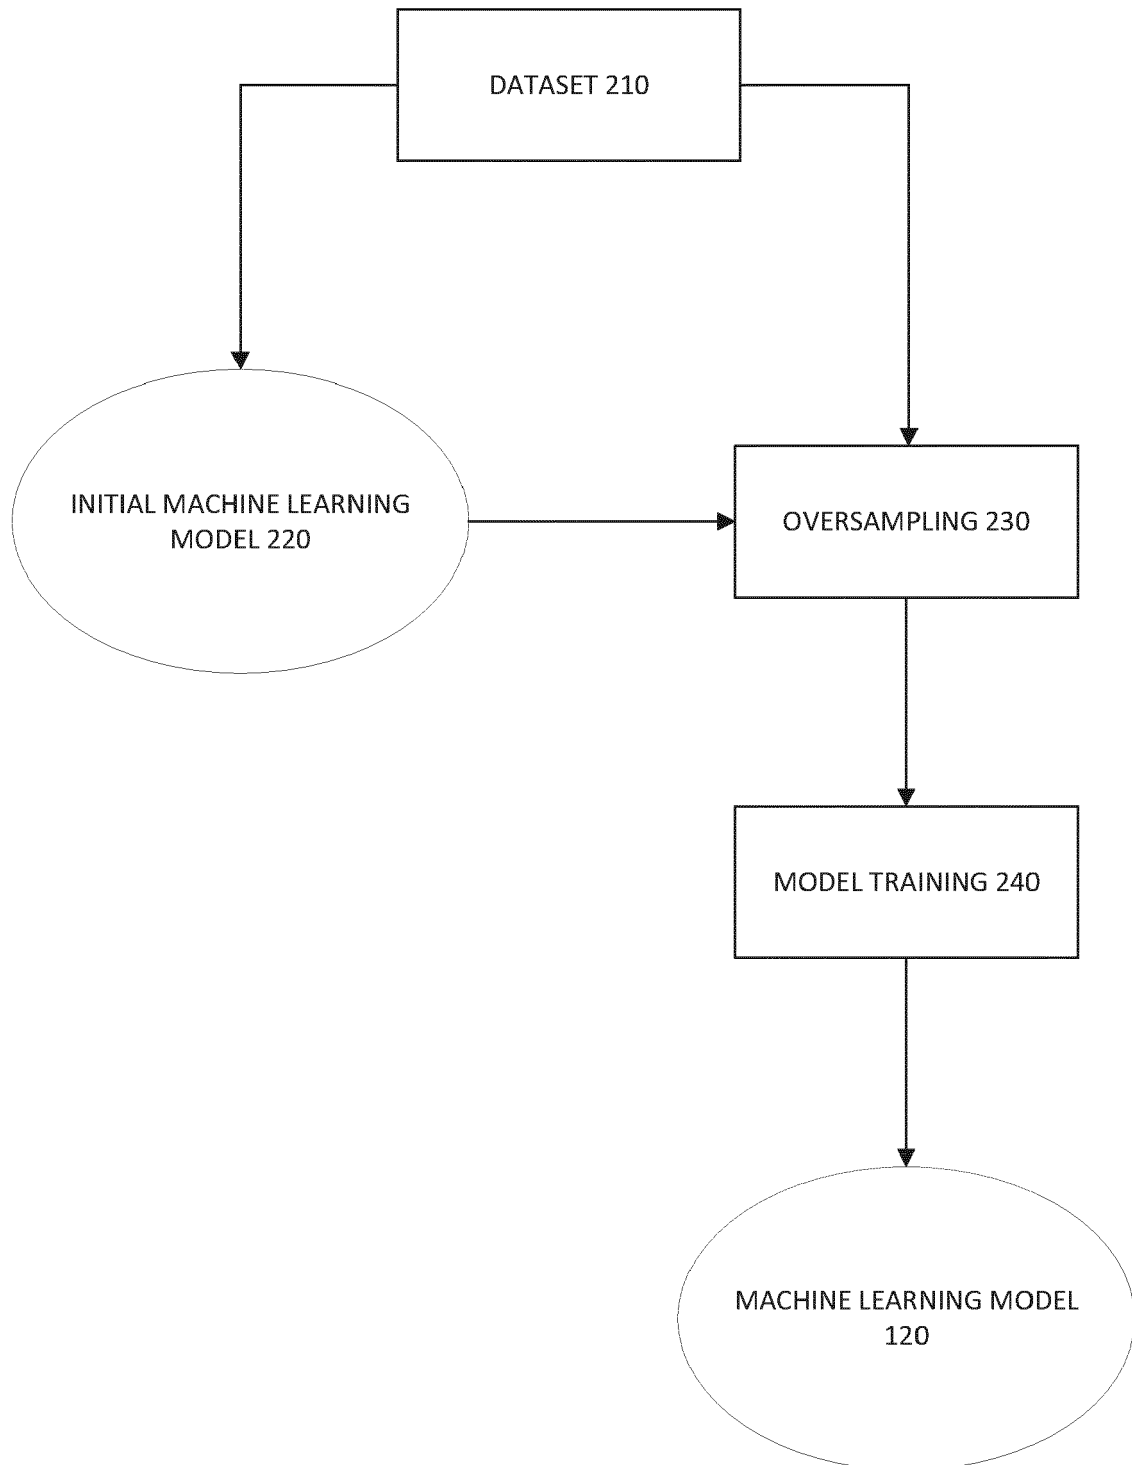 DATASET 210
INITIAL MACHINE LEARNING
MODEL 220
OVERSAMPLING 230
MODEL TRAINING 240
MACHINE LEARNING MODEL
120